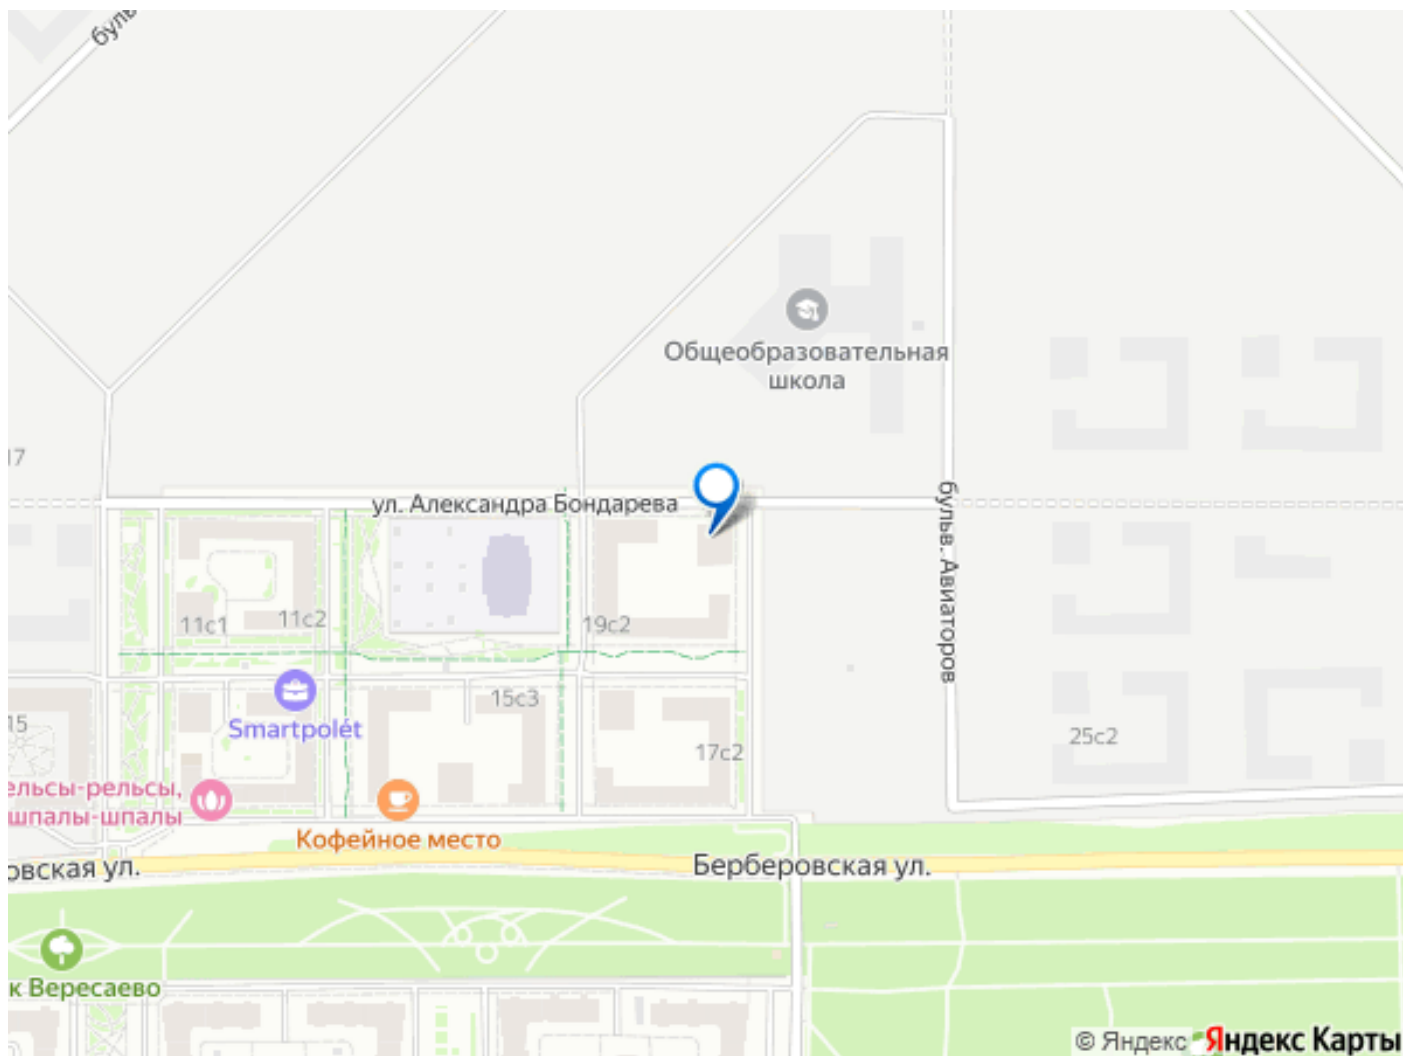 бульв
Общеобразовательная
школа
17
ул. Александра Бондарева
бульв. Авиаторов
11с1
11с2
19с2
15с3
Smartpolét
15
17с2
25с2
ельсы-рельсы,
шпалы-шпалы
Кофейное место
овская ул.
Берберовская ул.
к Вересаево
© Яндекс Яндекс Карты